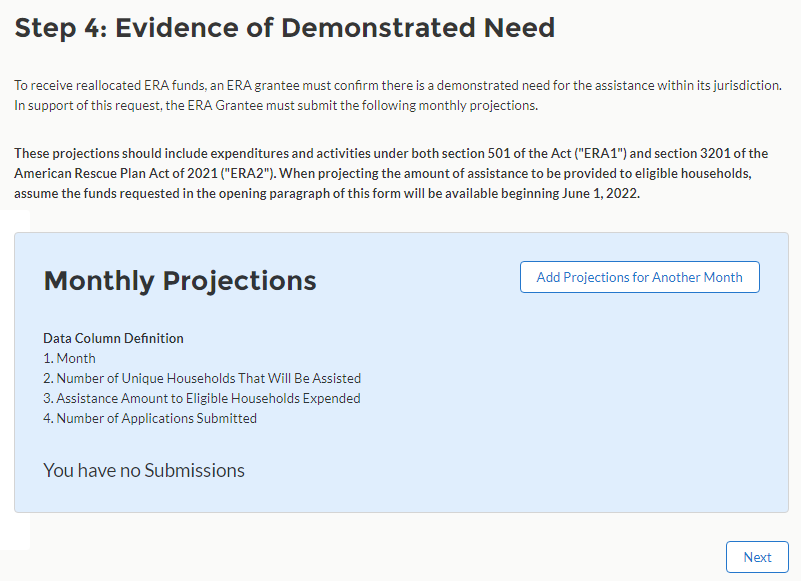 Step 4: Evidence of Demonstrated Need
To receive reallocated ERA funds, an ERA grantee must confirm there is a demonstrated need for the assistance within its jurisdiction.
In support of this request, the ERA Grantee must submit the following monthly projections.
These projections should include expenditures and activities under both section 501 of the Act ("ERA1") and section 3201 of the
American Rescue Plan Act of 2021 ("ERA2"). When projecting the amount of assistance to be provided to eligible households,
assume the funds requested in the opening paragraph of this form will be available beginning June 1, 2022.
Monthly Projections
Add Projections for Another Month
Data Column Definition
1. Month
2. Number of Unique Households That Will Be Assisted
3. Assistance Amount to Eligible Households Expended
4. Number of Applications Submitted
You have no Submissions
Next